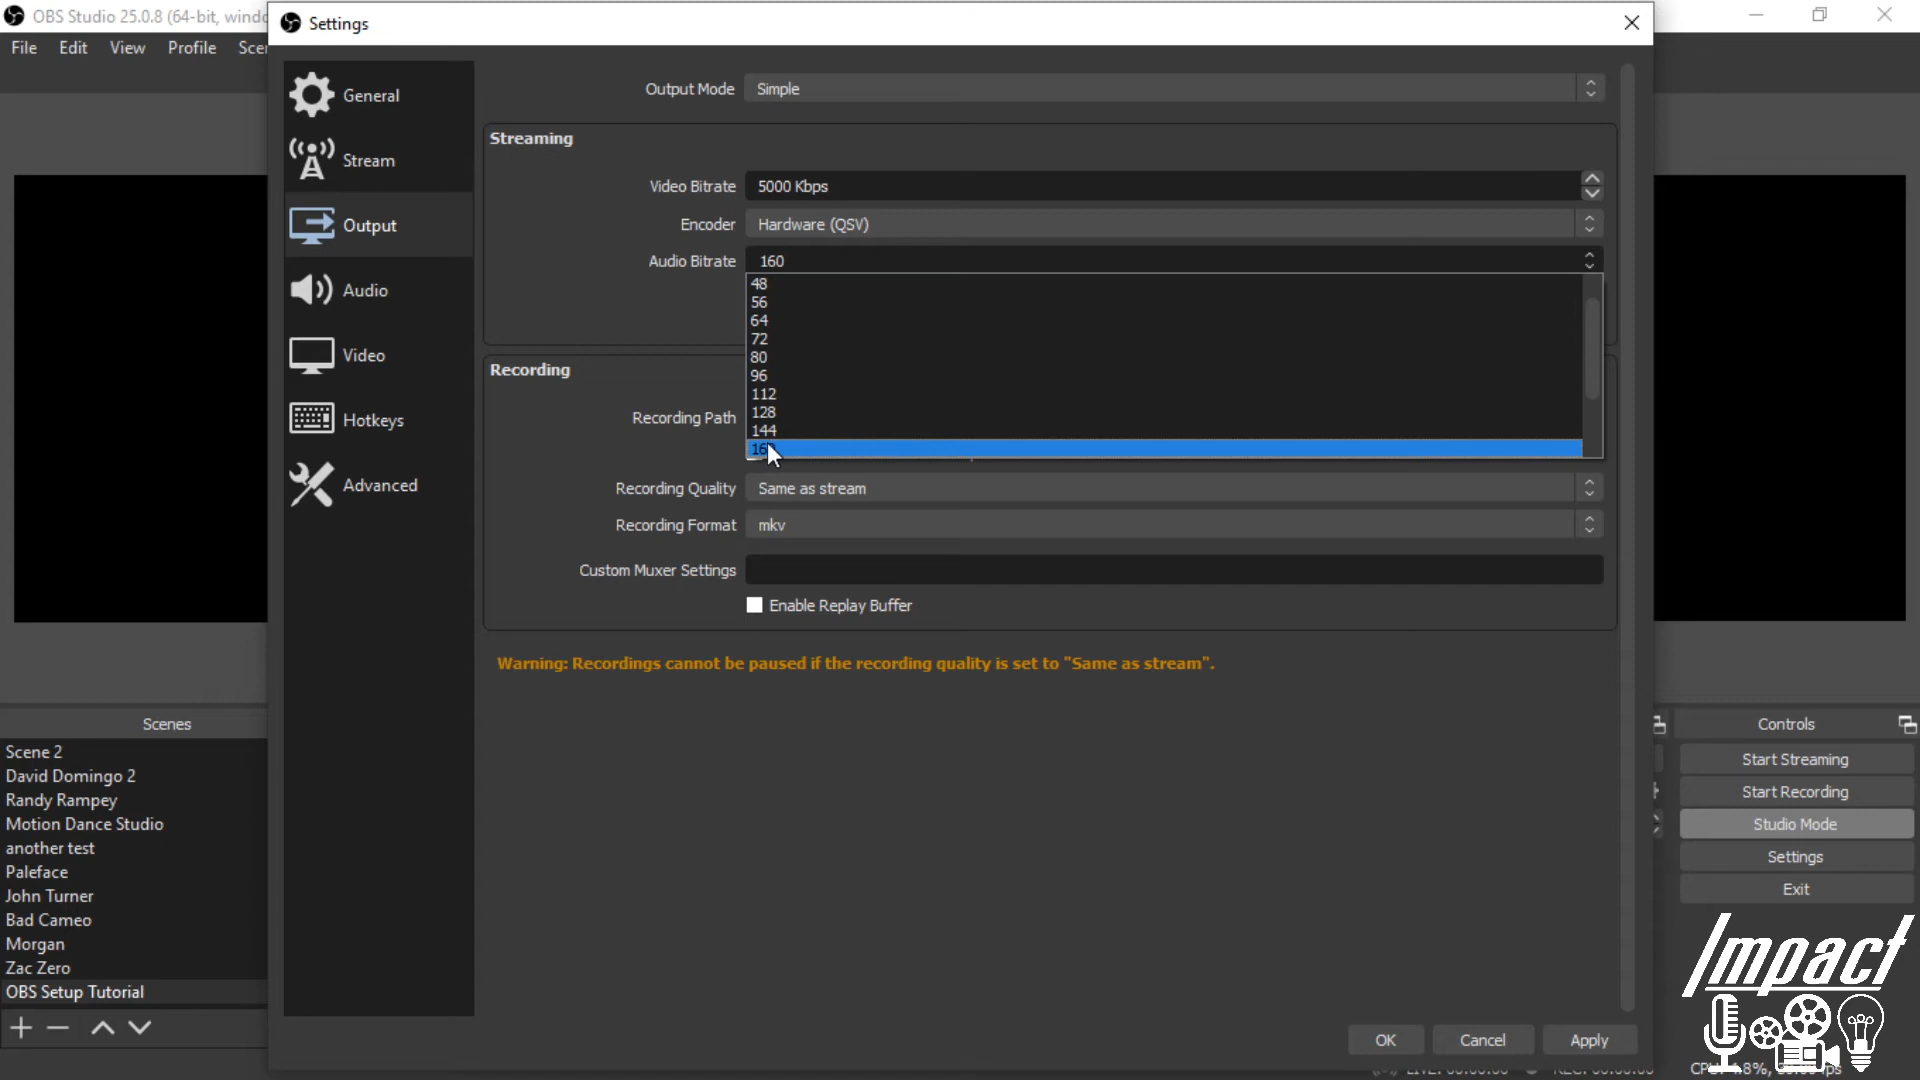 OBS Studio 25.0.8 (64-bit, windo
File Edit View Profile Scen
Settings
General
Stream
Output
Audio
Video
Hotkeys
Advanced
Output Mode Simple
Streaming
Video Bitrate 5000 Kbps
Encoder Hardware (QSV)
Audio Bitrate 160
48
56
64
72
80
96
112
128
144
160
Recording
Recording Path
Recording Quality Same as stream
Recording Format mkv
Custom Muxer Settings
Enable Replay Buffer
Warning: Recordings cannot be paused if the recording quality is set to "Same as stream".
OK Cancel Apply
Scenes
Scene 2
David Domingo 2
Randy Rampey
Motion Dance Studio
another test
Paleface
John Turner
Bad Cameo
Morgan
Zac Zero
OBS Setup Tutorial
Controls
Start Streaming
Start Recording
Studio Mode
Settings
Exit
Impact